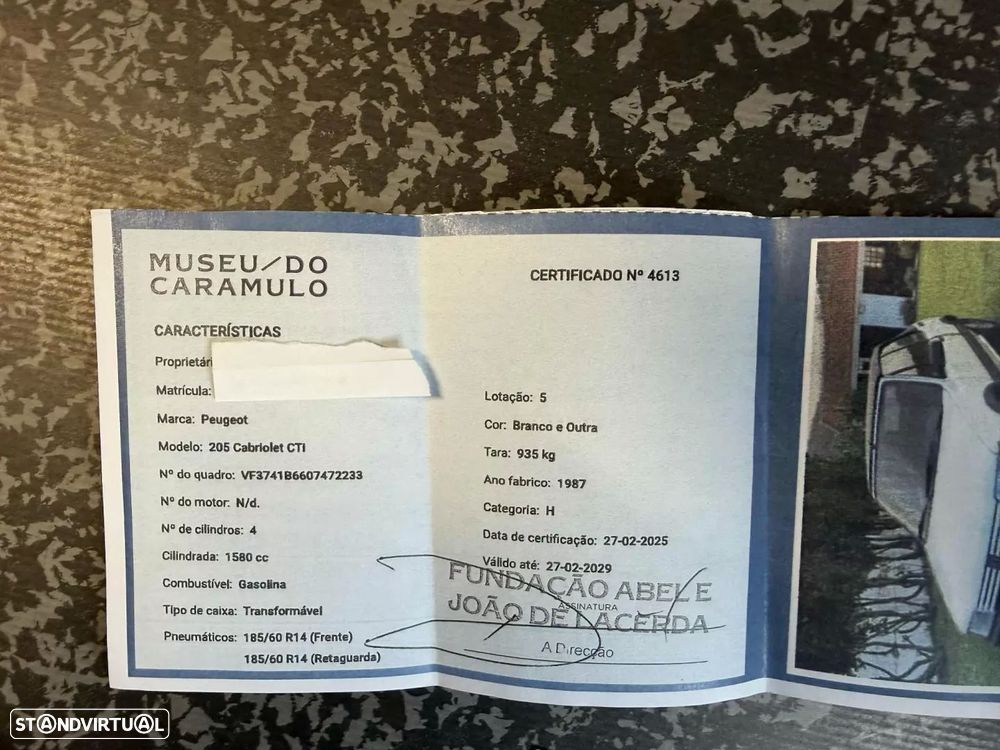 MUSEU/DO
CARAMULO
CARACTERÍSTICAS
Proprietári
Matrícula:
Marca: Peugeot
Modelo: 205 Cabriolet CTI
Nº do quadro: VF3741B6607472233
Nº do motor: N/d.
Nº de cilindros: 4
Cilindrada: 1580 cc
Combustível: Gasolina
Tipo de caixa: Transformável
Pneumáticos: 185/60 R14 (Frente)
185/60 R14 (Retaguarda)
CERTIFICADO Nº 4613
Lotação: 5
Cor: Branco e Outra
Tara: 935 kg
Ano fabrico: 1987
Categoria: H
Data de certificação: 27-02-2025
Válido até: 27-02-2029
FUNDAÇÃO ABEL E
ASSINATURA
JOÃO DE LACERDA
A Direcção
STANDVIRTUAL